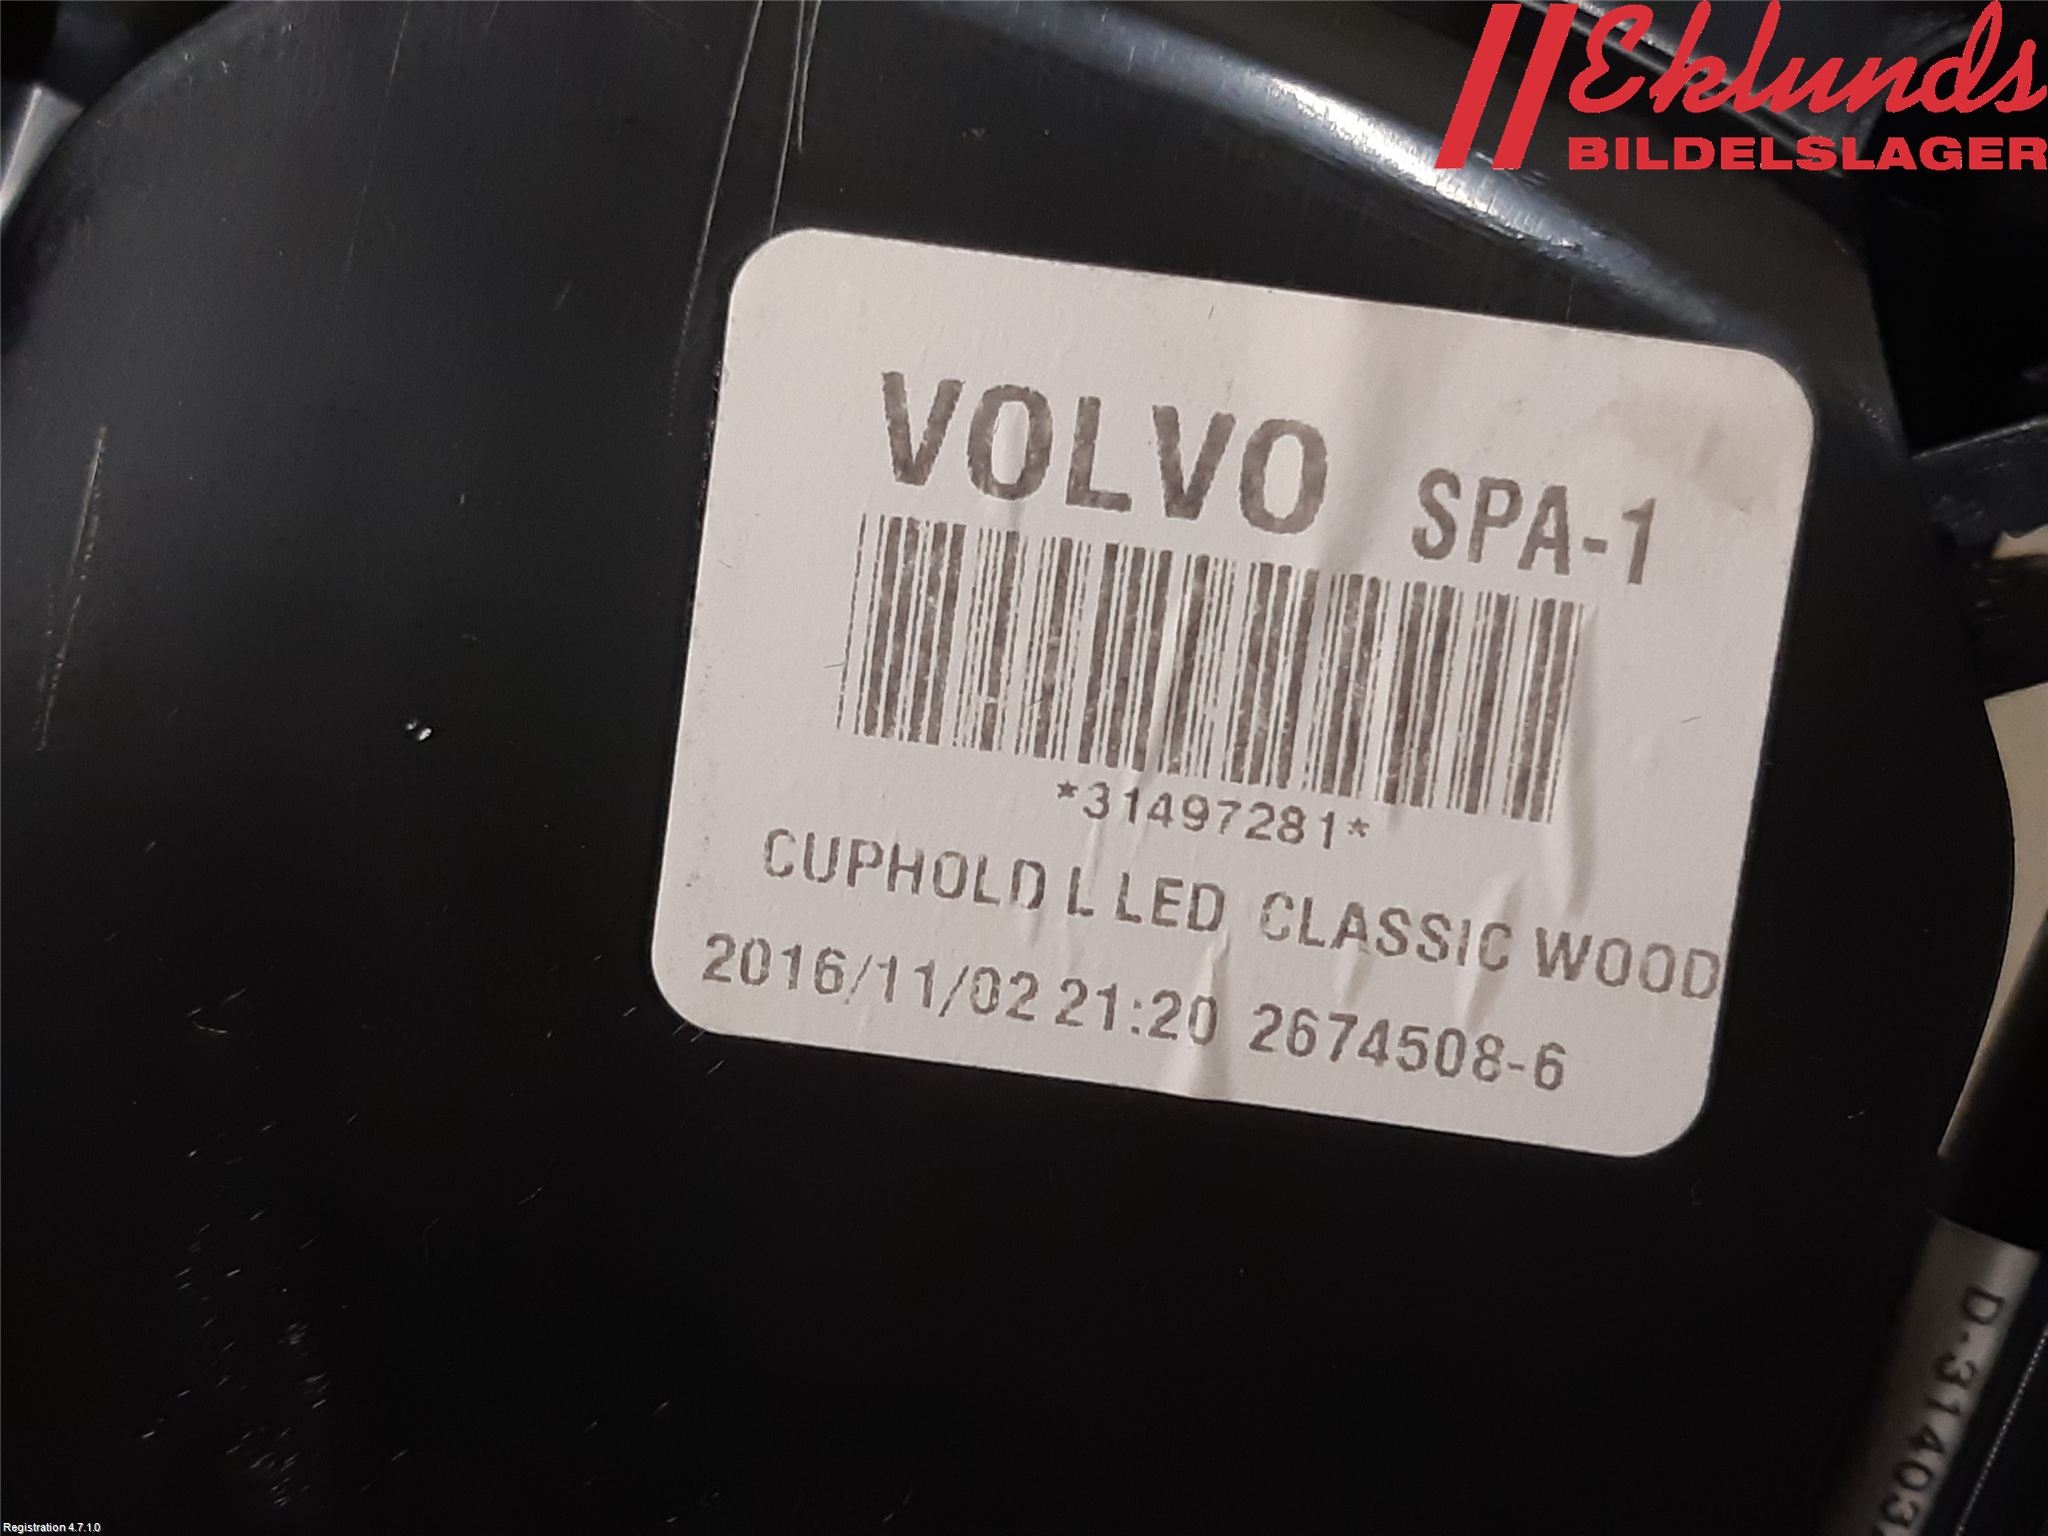 Eklunds
BILDELSLAGER
VOLVO SPA-1
*31497281*
CUPHOLD L LED CLASSIC WOOD
2016/11/02 21:20 2674508-6
D-31403
Registration 4.7.1.0